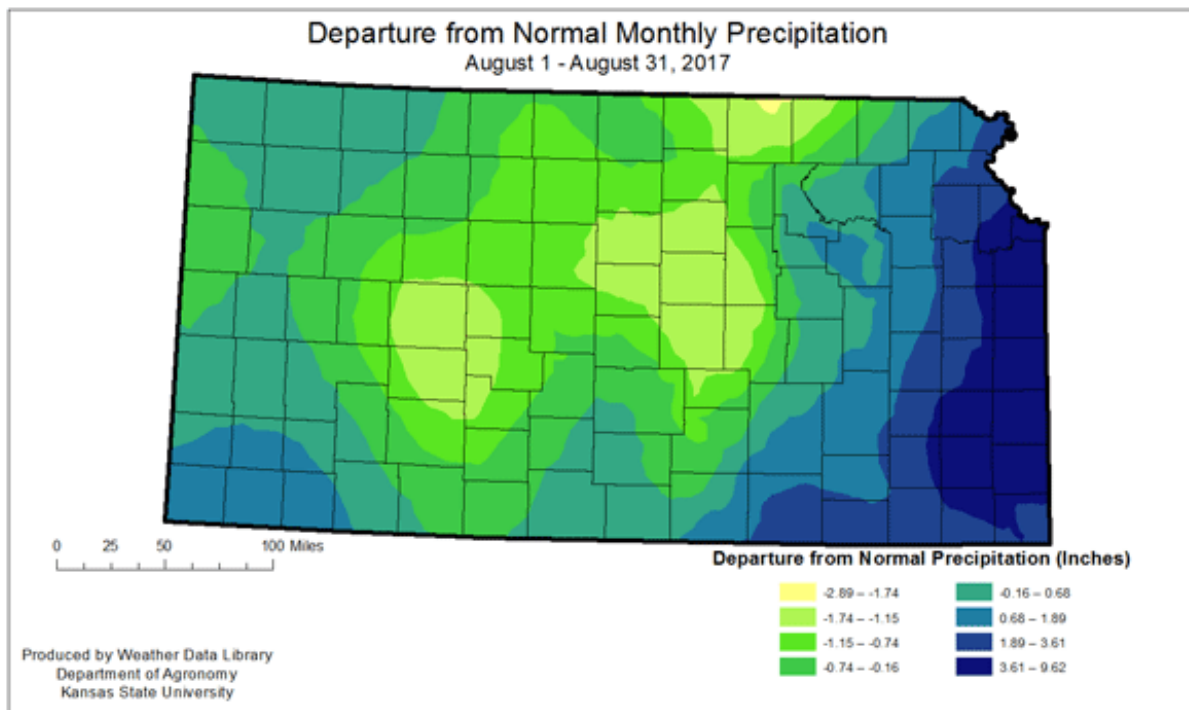 Departure from Normal Monthly Precipitation
August 1 - August 31, 2017
0 25 50 100 Miles
Departure from Normal Precipitation (Inches)
-2.89 – -1.74
-1.74 – -1.15
-1.15 – -0.74
-0.74 – -0.16
-0.16 – 0.68
0.68 – 1.89
1.89 – 3.61
3.61 – 9.62
Produced by Weather Data Library
Department of Agronomy
Kansas State University